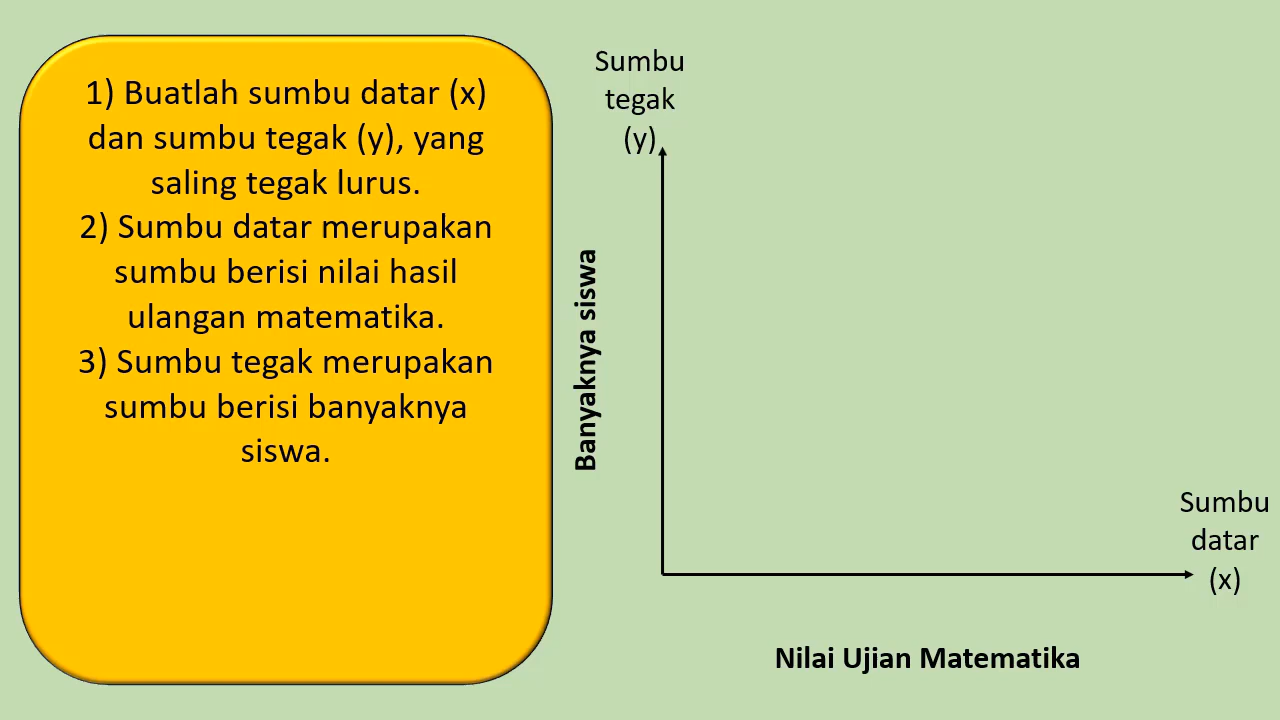 1) Buatlah sumbu datar (x)
dan sumbu tegak (y), yang
saling tegak lurus.
2) Sumbu datar merupakan
sumbu berisi nilai hasil
ulangan matematika.
3) Sumbu tegak merupakan
sumbu berisi banyaknya
siswa.
Sumbu
tegak
(y)
Banyaknya siswa
Sumbu
datar
(x)
Nilai Ujian Matematika